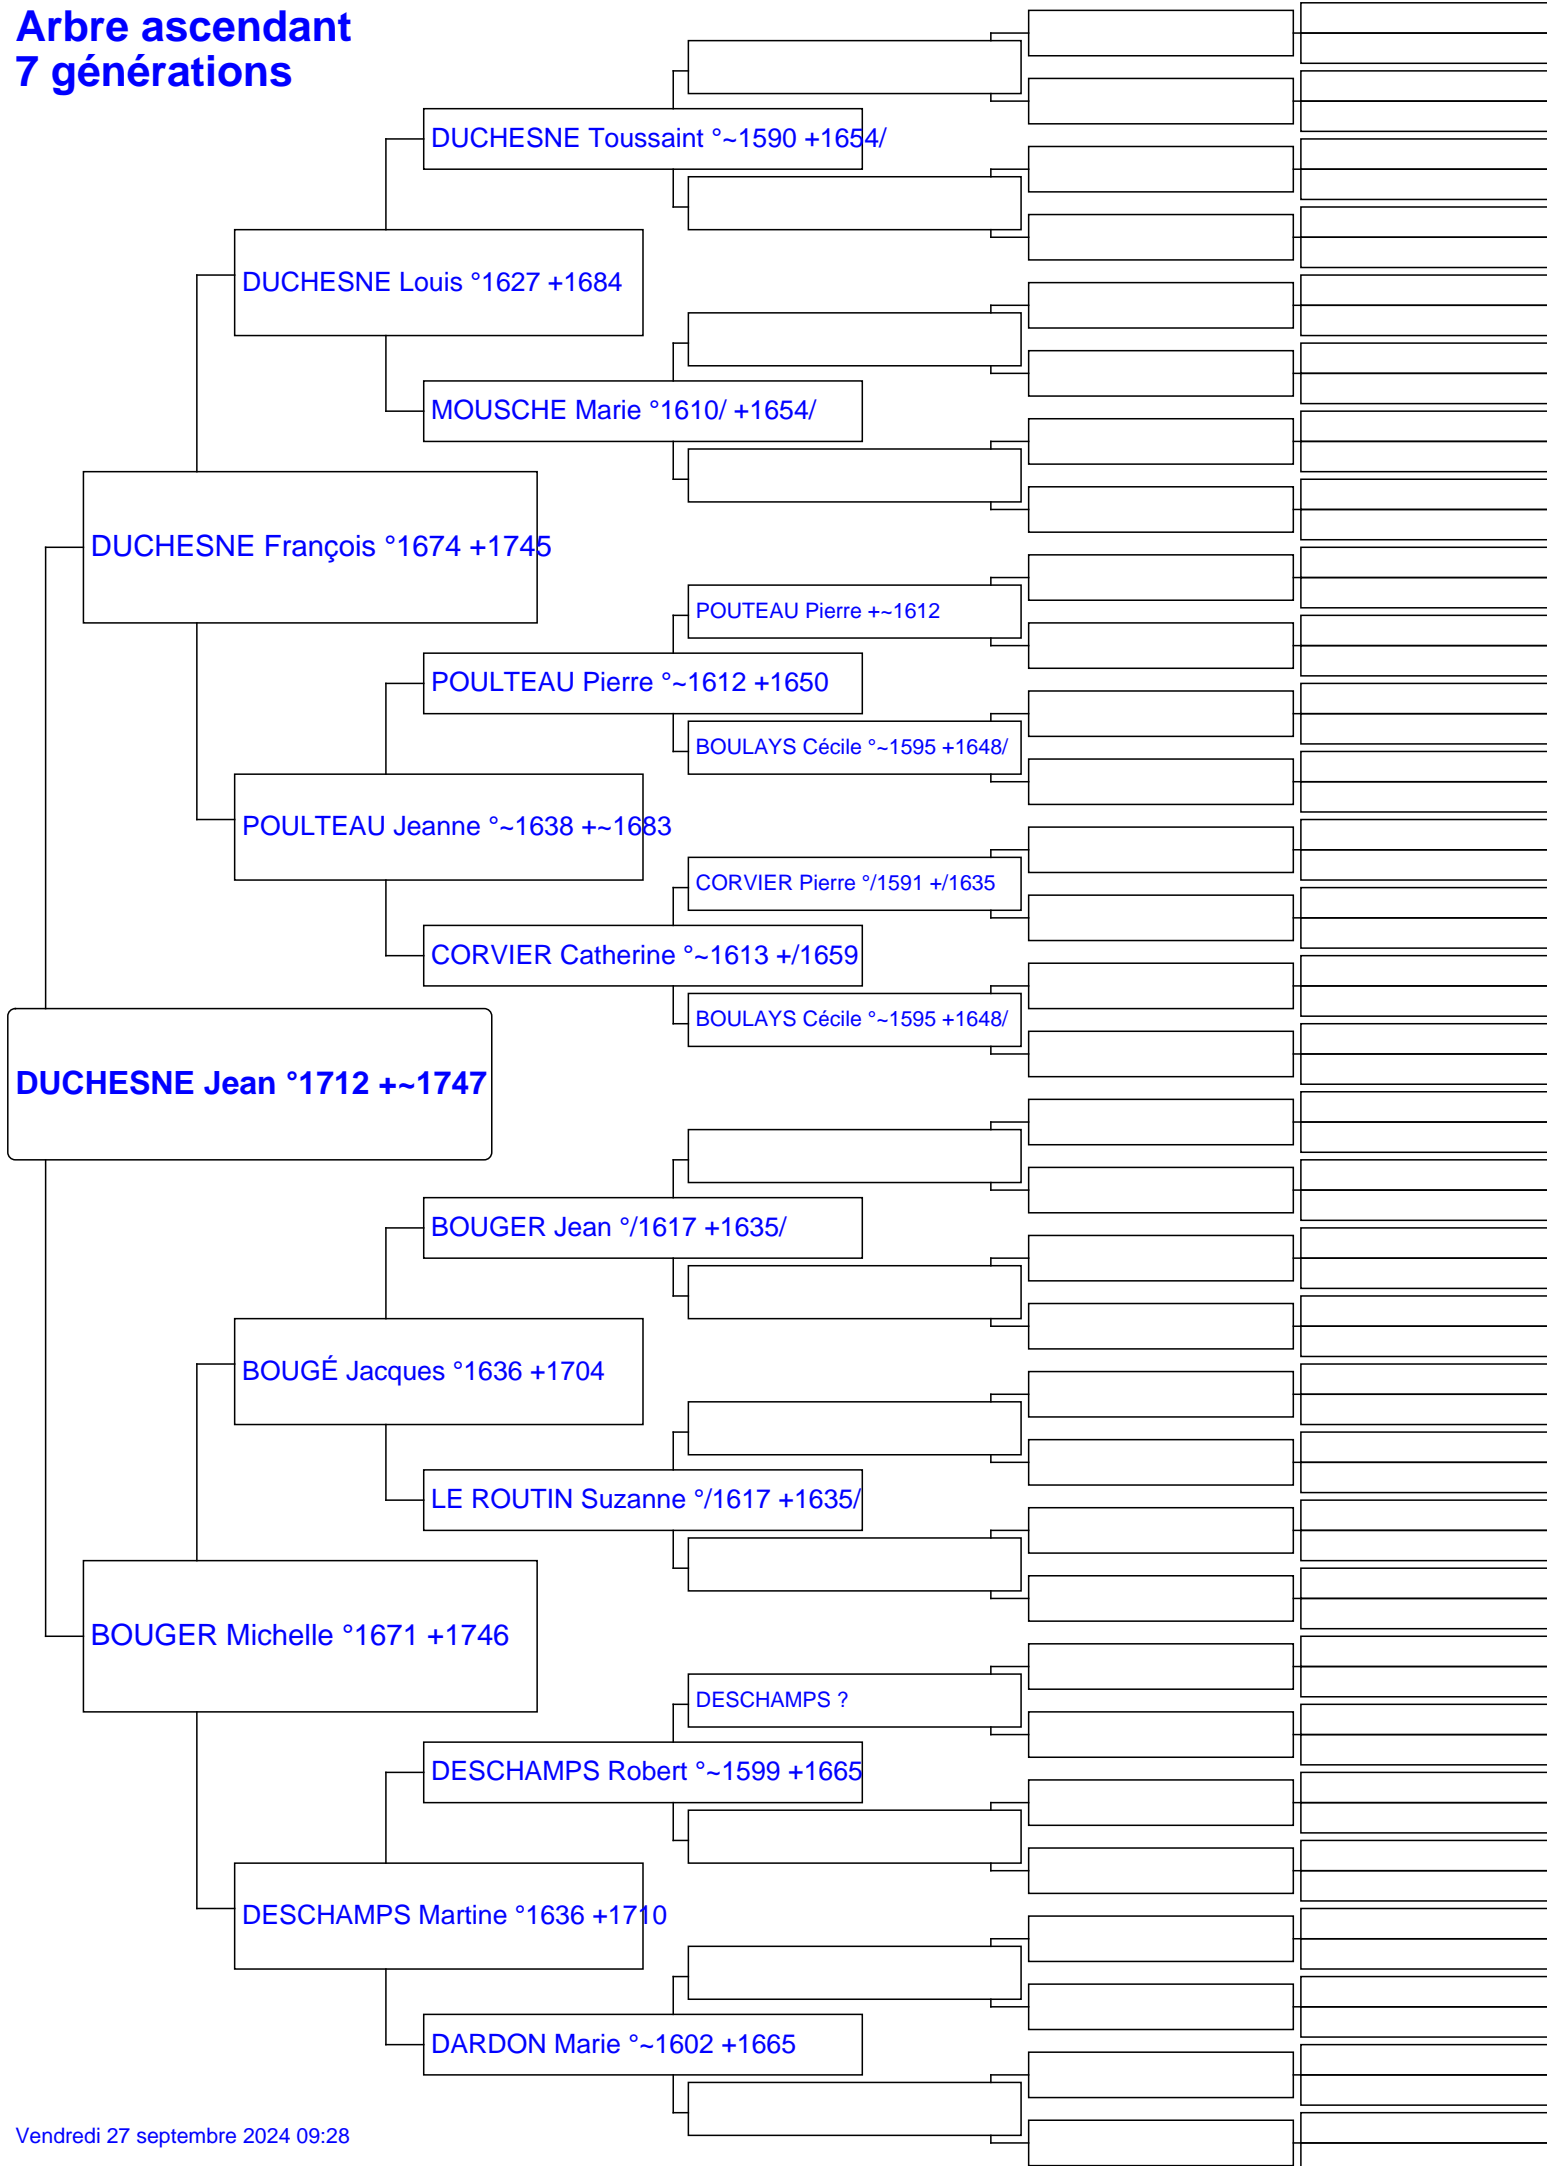 Arbre ascendant
7 générations
DUCHESNE Toussaint °~1590 +1654/
DUCHESNE Louis °1627 +1684
MOUSCHE Marie °1610/ +1654/
DUCHESNE François °1674 +1745
POUTEAU Pierre +~1612
POULTEAU Pierre °~1612 +1650
BOULAYS Cécile °~1595 +1648/
POULTEAU Jeanne °~1638 +~1683
CORVIER Pierre °/1591 +/1635
CORVIER Catherine °~1613 +/1659
BOULAYS Cécile °~1595 +1648/
DUCHESNE Jean °1712 +~1747
BOUGER Jean °/1617 +1635/
BOUGÉ Jacques °1636 +1704
LE ROUTIN Suzanne °/1617 +1635/
BOUGER Michelle °1671 +1746
DESCHAMPS ?
DESCHAMPS Robert °~1599 +1665
DESCHAMPS Martine °1636 +1710
DARDON Marie °~1602 +1665
Vendredi 27 septembre 2024 09:28